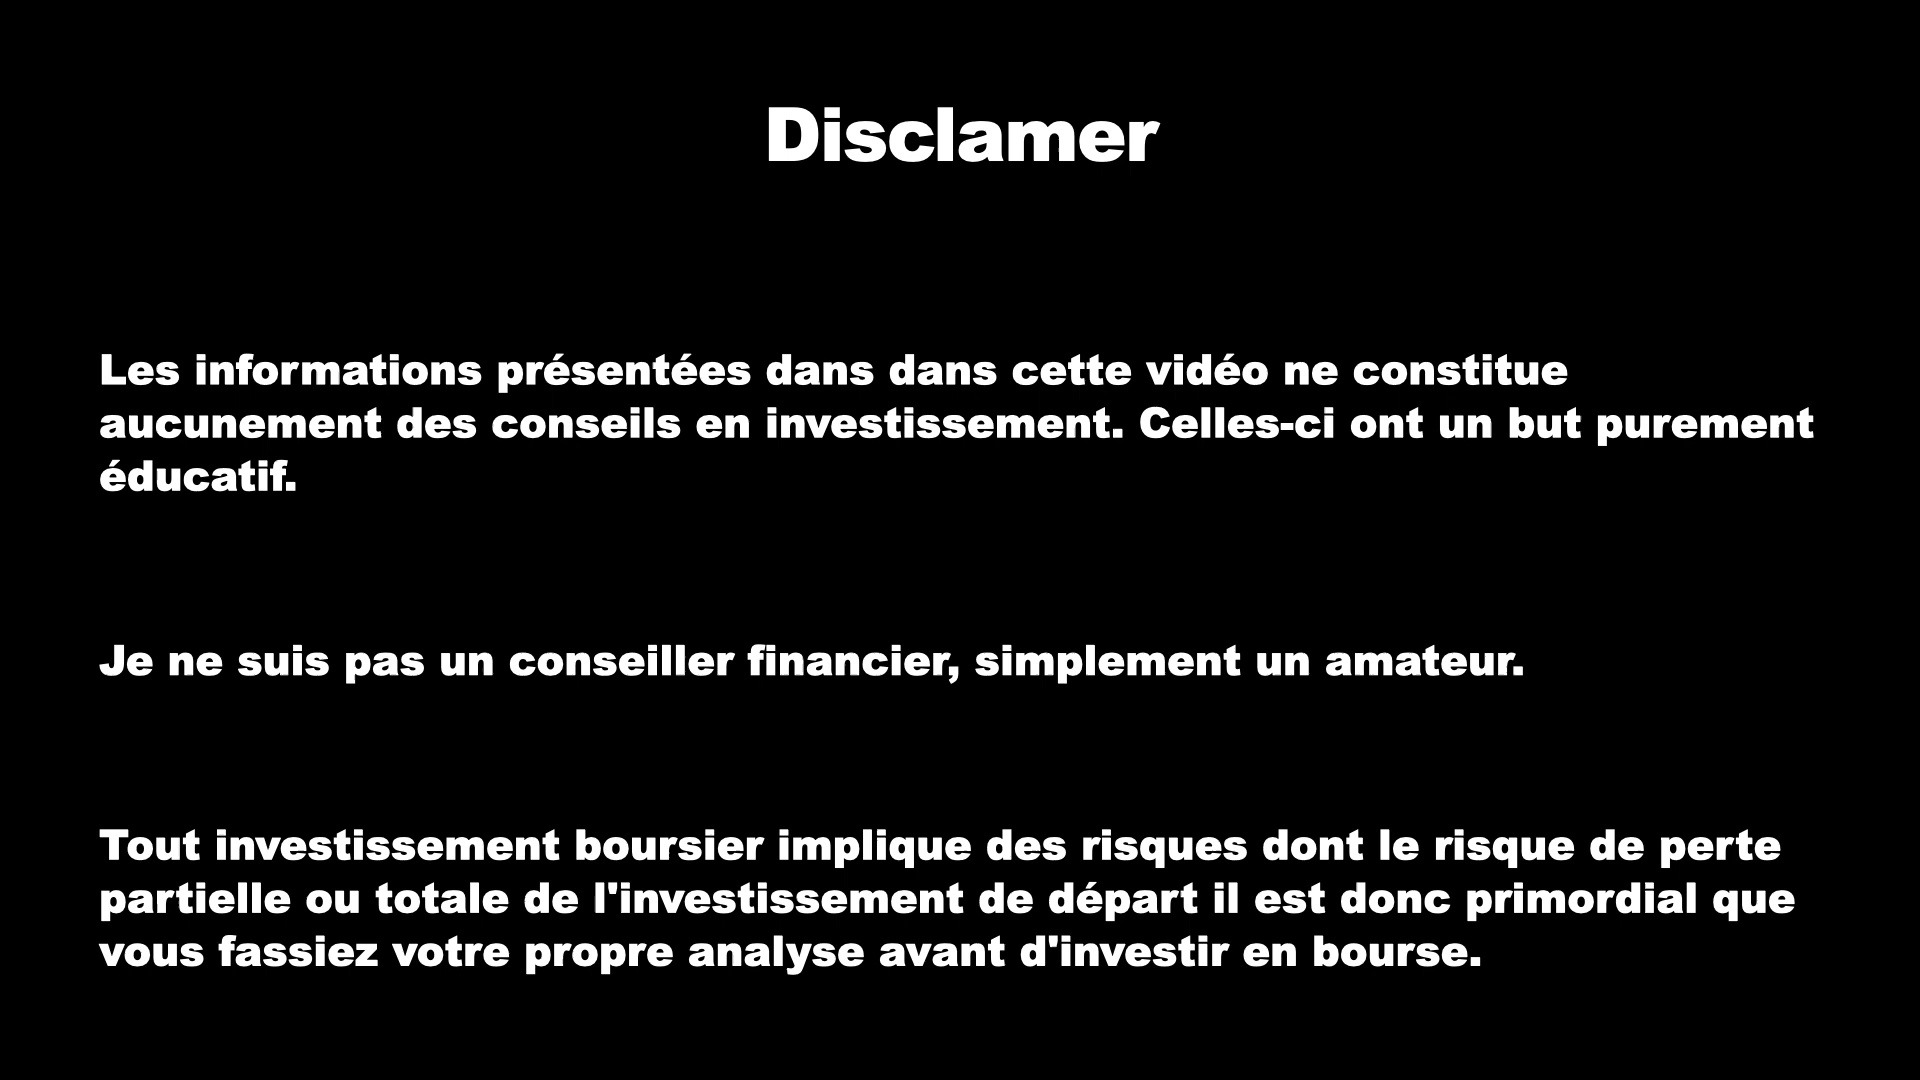 Disclamer
Les informations présentées dans dans cette vidéo ne constitue
aucunement des conseils en investissement. Celles-ci ont un but purement
éducatif.
Je ne suis pas un conseiller financier, simplement un amateur.
Tout investissement boursier implique des risques dont le risque de perte
partielle ou totale de l'investissement de départ il est donc primordial que
vous fassiez votre propre analyse avant d'investir en bourse.